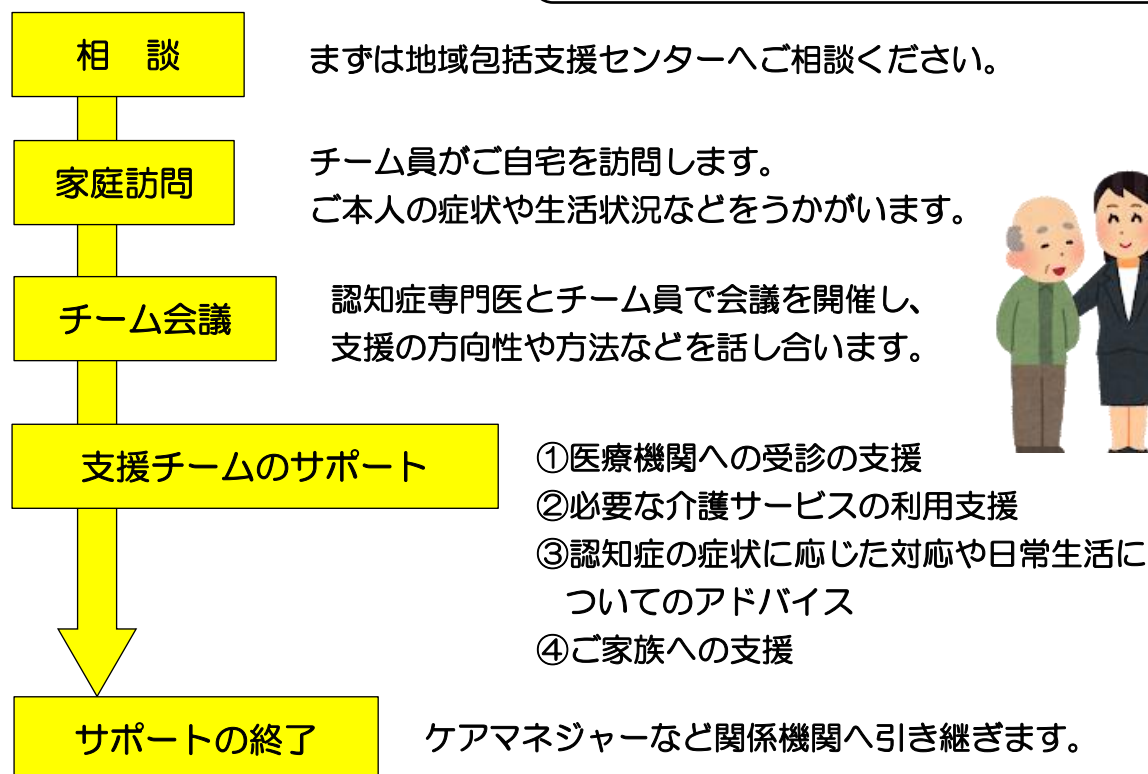 相　談
まずは地域包括支援センターへご相談ください。
家庭訪問
チーム員がご自宅を訪問します。
ご本人の症状や生活状況などをうかがいます。
チーム会議
認知症専門医とチーム員で会議を開催し、
支援の方向性や方法などを話し合います。
支援チームのサポート
①医療機関への受診の支援
②必要な介護サービスの利用支援
③認知症の症状に応じた対応や日常生活に
ついてのアドバイス
④ご家族への支援
サポートの終了
ケアマネジャーなど関係機関へ引き継ぎます。